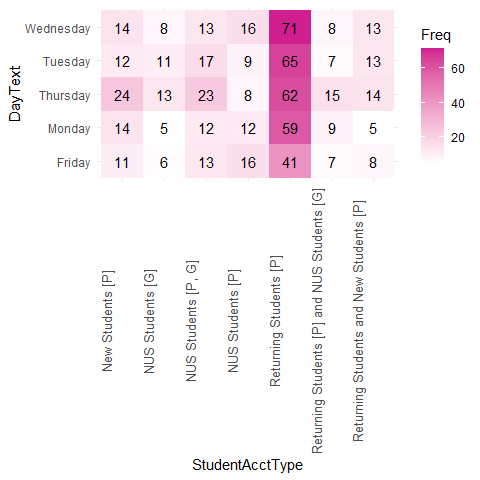 DayText
Wednesday 14 8 13 16 71 8 13
Tuesday 12 11 17 9 65 7 13
Thursday 24 13 23 8 62 15 14
Monday 14 5 12 12 59 9 5
Friday 11 6 13 16 41 7 8
New Students [P]
NUS Students [G]
NUS Students [P, G]
NUS Students [P]
Returning Students [P]
Returning Students [P] and NUS Students [G]
Returning Students and New Students [P]
StudentAcctType
Freq
60
40
20